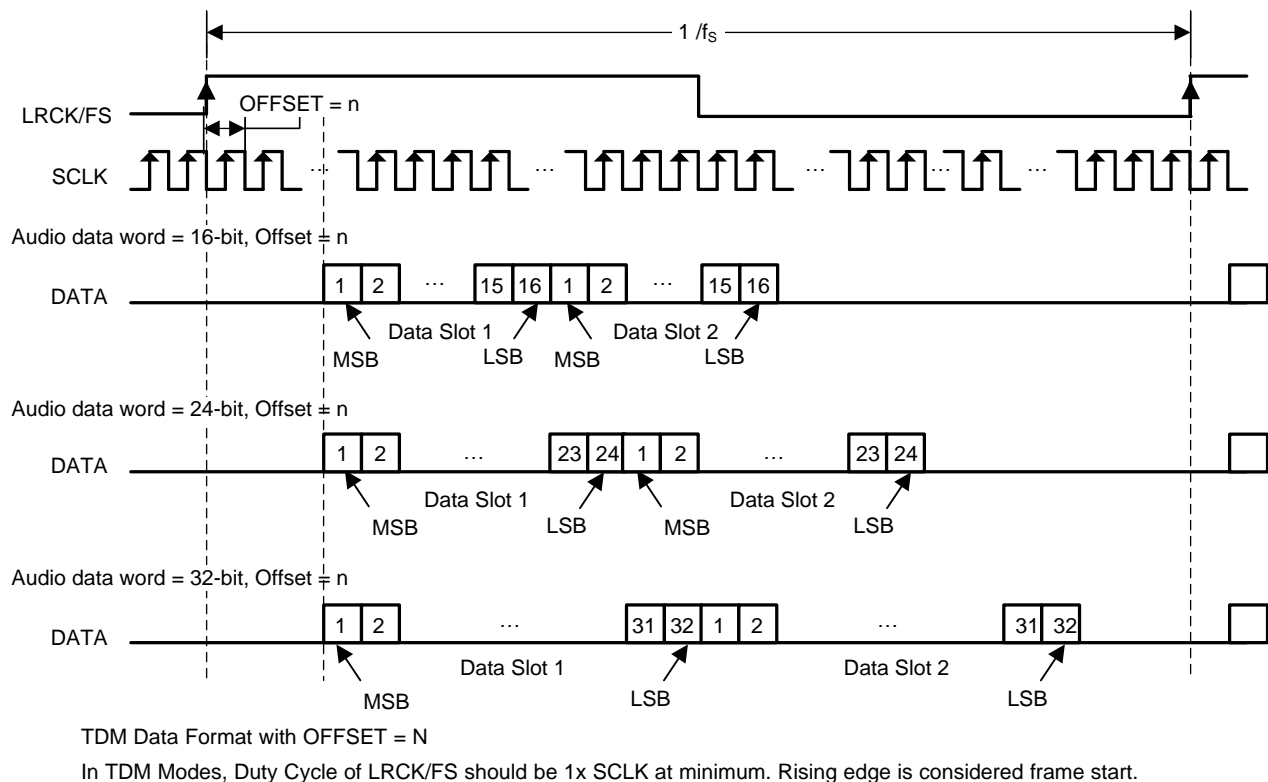 1 /fS
LRCK/FS
OFFSET = n
SCLK
... ... ... ... ...
Audio data word = 16-bit, Offset = n
DATA
1 2 ... 15 16 1 2 ... 15 16
Data Slot 1 Data Slot 2
MSB LSB MSB LSB
Audio data word = 24-bit, Offset = n
DATA
1 2 ... 23 24 1 2 ... 23 24
Data Slot 1 Data Slot 2
MSB LSB MSB LSB
Audio data word = 32-bit, Offset = n
DATA
1 2 ... 31 32 1 2 ... 31 32
Data Slot 1 Data Slot 2
MSB LSB LSB
TDM Data Format with OFFSET = N
In TDM Modes, Duty Cycle of LRCK/FS should be 1x SCLK at minimum. Rising edge is considered frame start.